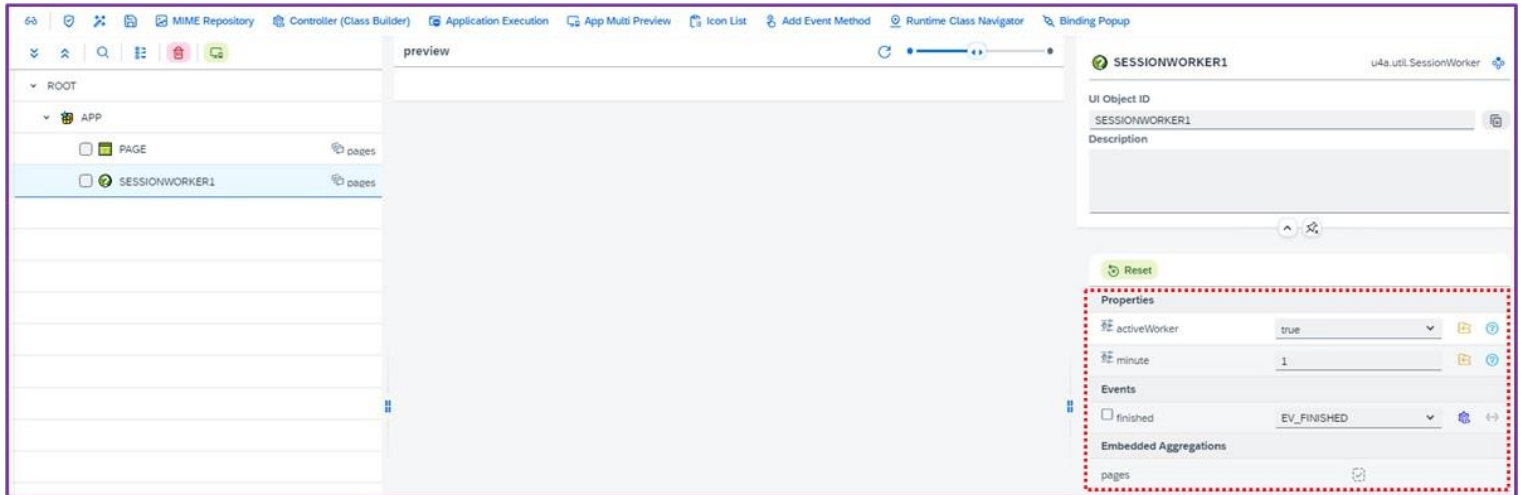 MIME Repository Controller (Class Builder) Application Execution App Multi Preview Icon List Add Event Method Runtime Class Navigator Binding Popup
preview
ROOT
APP
PAGE pages
SESSIONWORKER1 pages
SESSIONWORKER1 u4a.util.SessionWorker
UI Object ID
SESSIONWORKER1
Description
Reset
Properties
activeWorker true
minute 1
Events
finished EV_FINISHED
Embedded Aggregations
pages